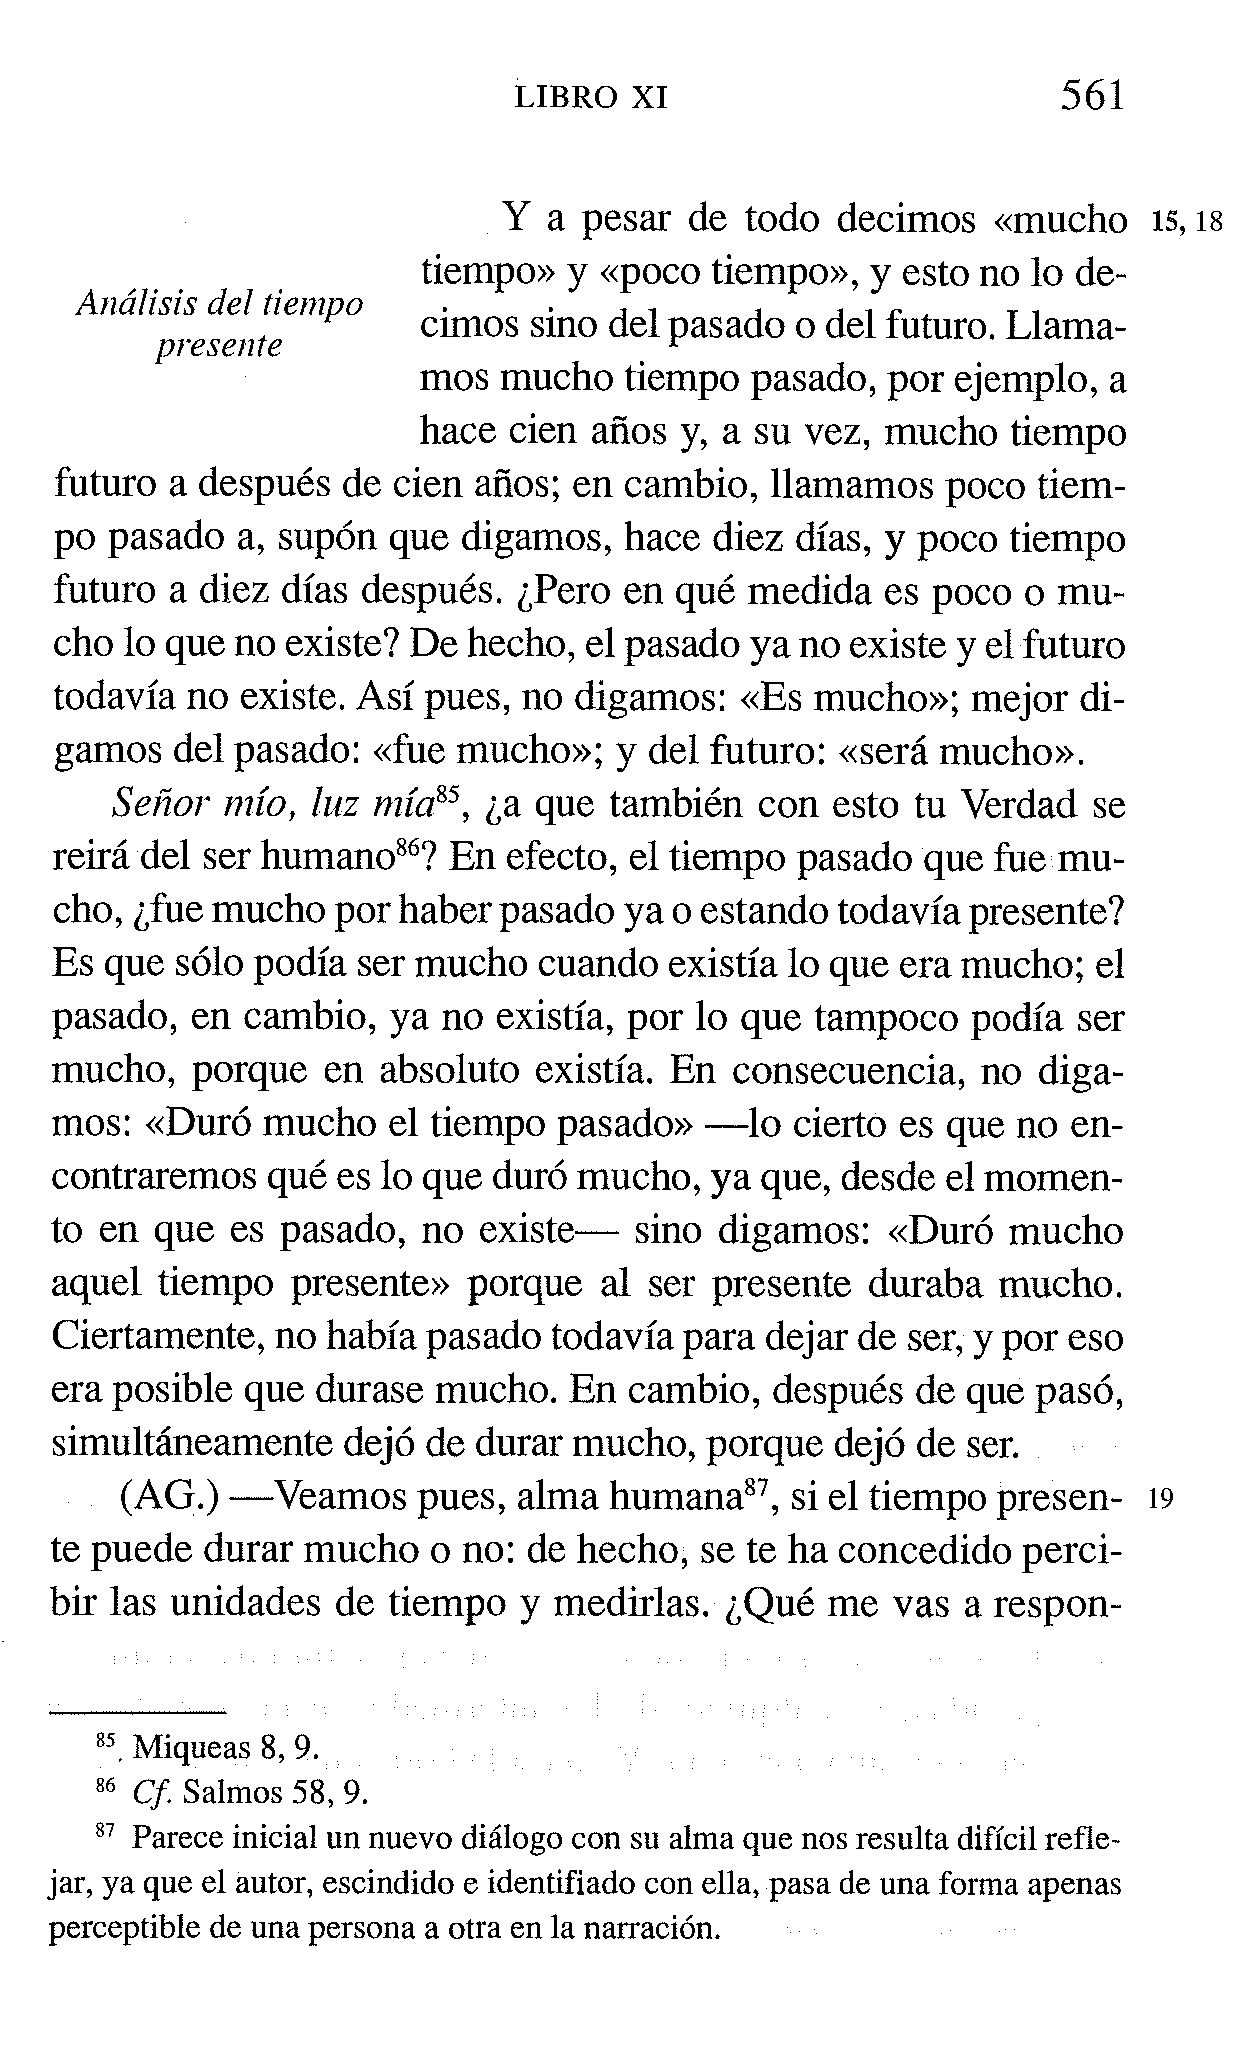 LIBRO XI 561
Y a pesar de todo decimos «mucho 15, 18
Análisis del tiempo
presente
tiempo» y «poco tiempo», y esto no lo de-
cimos sino del pasado o del futuro. Llama-
mos mucho tiempo pasado, por ejemplo, a
hace cien años y, a su vez, mucho tiempo
futuro a después de cien años; en cambio, llamamos poco tiem-
po pasado a, supón que digamos, hace diez días, y poco tiempo
futuro a diez días después. ¿Pero en qué medida es poco o mu-
cho lo que no existe? De hecho, el pasado ya no existe y el futuro
todavía no existe. Así pues, no digamos: «Es mucho»; mejor di-
gamos del pasado: «fue mucho»; y del futuro: «será mucho».
Señor mío, luz mía⁸⁵, ¿a que también con esto tu Verdad se
reirá del ser humano⁸⁶? En efecto, el tiempo pasado que fue mu-
cho, ¿fue mucho por haber pasado ya o estando todavía presente?
Es que sólo podía ser mucho cuando existía lo que era mucho; el
pasado, en cambio, ya no existía, por lo que tampoco podía ser
mucho, porque en absoluto existía. En consecuencia, no diga-
mos: «Duró mucho el tiempo pasado» —lo cierto es que no en-
contraremos qué es lo que duró mucho, ya que, desde el momen-
to en que es pasado, no existe— sino digamos: «Duró mucho
aquel tiempo presente» porque al ser presente duraba mucho.
Ciertamente, no había pasado todavía para dejar de ser, y por eso
era posible que durase mucho. En cambio, después de que pasó,
simultáneamente dejó de durar mucho, porque dejó de ser.
(AG.) —Veamos pues, alma humana⁸⁷, si el tiempo presen- 19
te puede durar mucho o no: de hecho, se te ha concedido perci-
bir las unidades de tiempo y medirlas. ¿Qué me vas a respon-
⁸⁵ Miqueas 8, 9.
⁸⁶ Cf. Salmos 58, 9.
⁸⁷ Parece inicial un nuevo diálogo con su alma que nos resulta difícil refle-
jar, ya que el autor, escindido e identifiado con ella, pasa de una forma apenas
perceptible de una persona a otra en la narración.